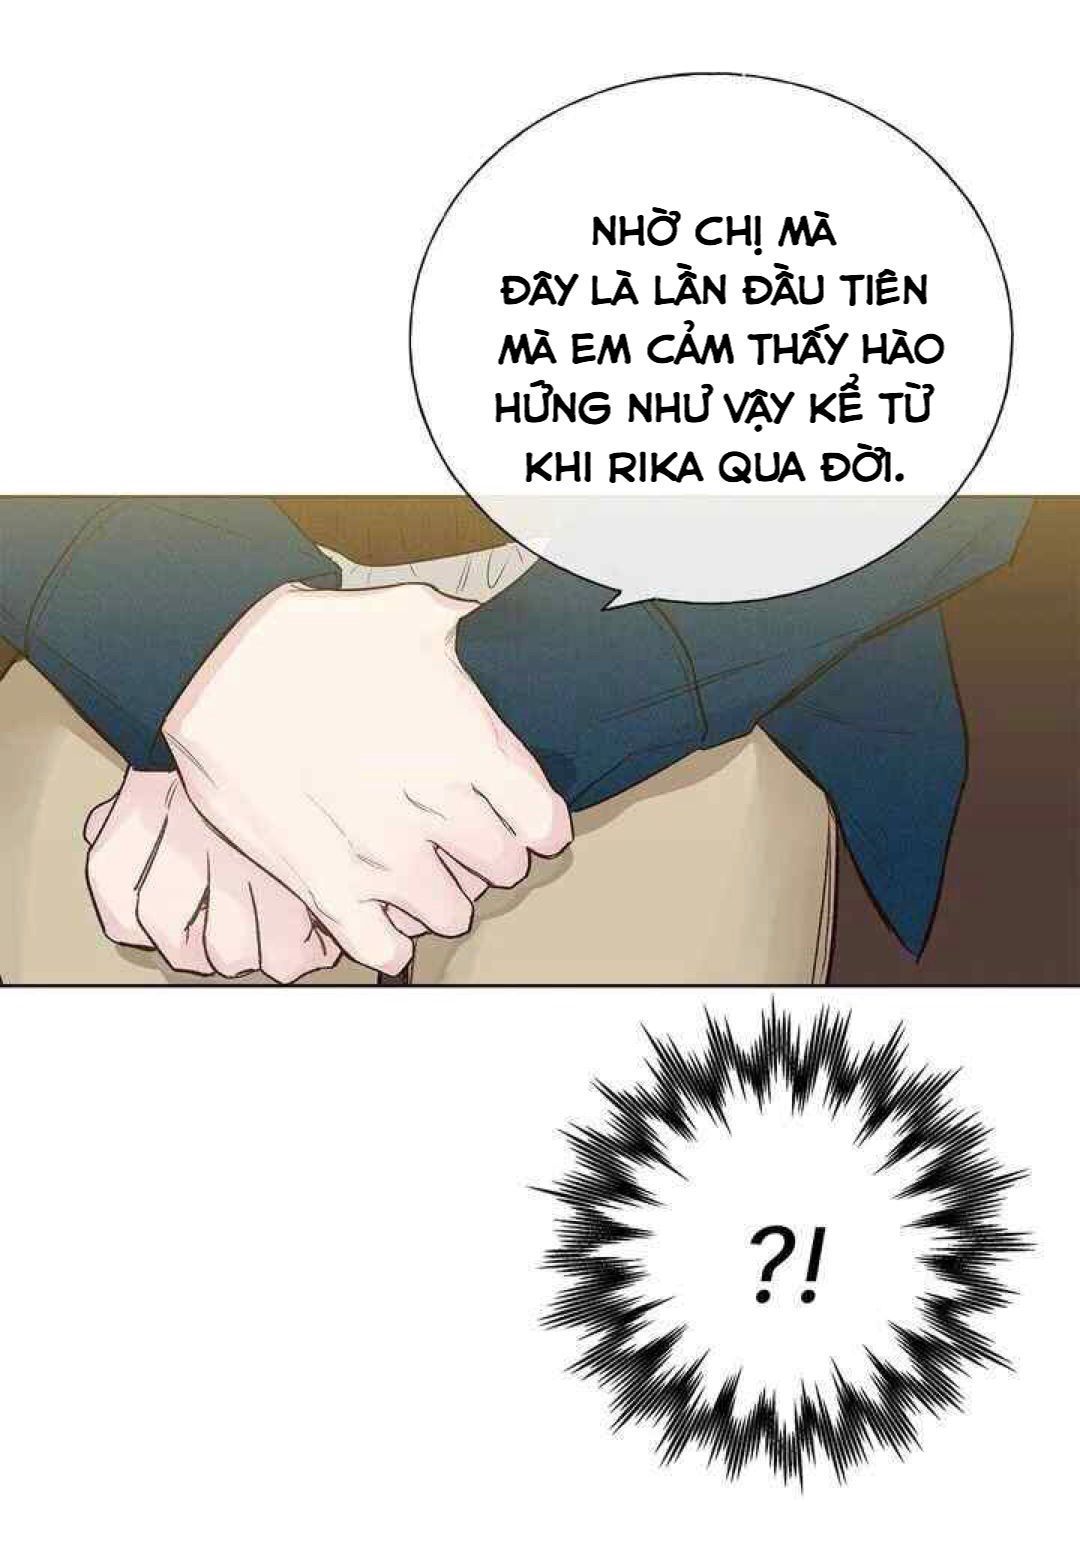 NHỜ CHỊ MÀ
ĐÂY LÀ LẦN ĐẦU TIÊN
MÀ EM CẢM THẤY HÀO
HỨNG NHƯ VẬY KỂ TỪ
KHI RIKA QUA ĐỜI.
?!